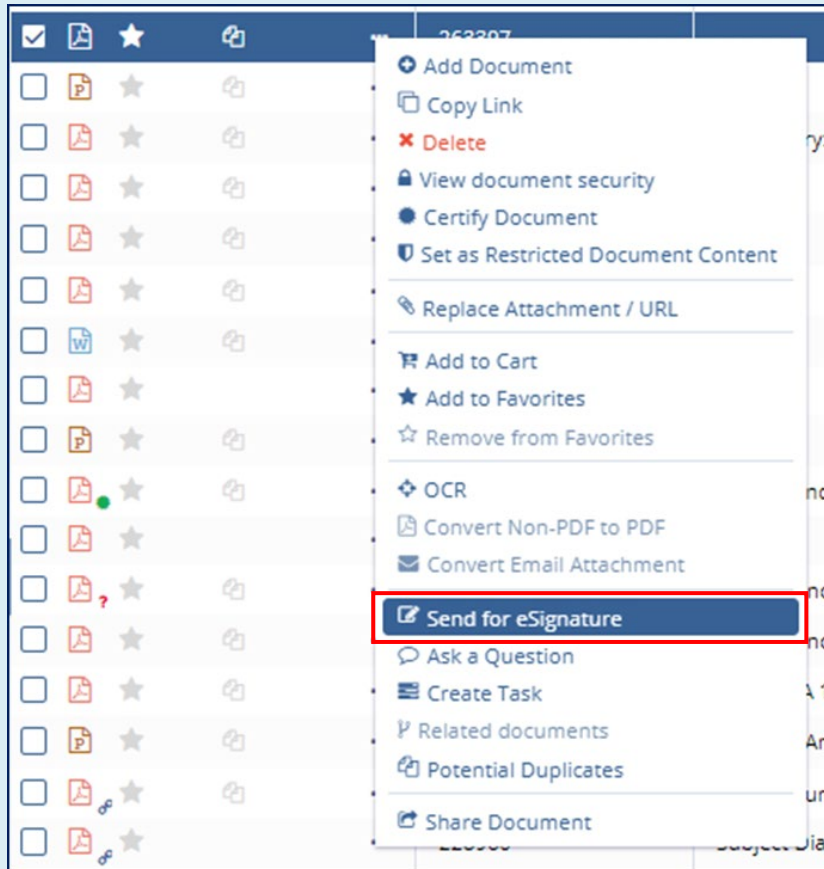 263397
Add Document
Copy Link
Delete
View document security
Certify Document
Set as Restricted Document Content
Replace Attachment / URL
Add to Cart
Add to Favorites
Remove from Favorites
OCR
Convert Non-PDF to PDF
Convert Email Attachment
Send for eSignature
Ask a Question
Create Task
Related documents
Potential Duplicates
Share Document